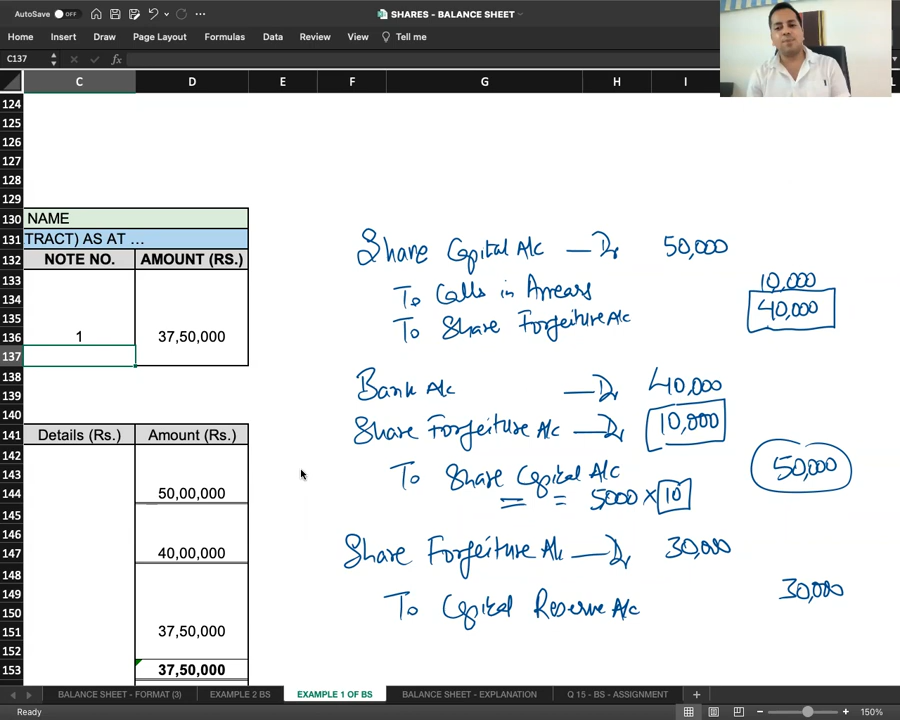 AutoSave OFF SHARES - BALANCE SHEET
Home Insert Draw Page Layout Formulas Data Review View Tell me
C137 fx
C D E F G H I
124
125
126
127
128
129
130 NAME
131 TRACT) AS AT ...
132 NOTE NO. AMOUNT (RS.)
133
134
135
136 1 37,50,000
137
138
139
140
141 Details (Rs.) Amount (Rs.)
142
143
144 50,00,000
145
146
147 40,00,000
148
149
150
151 37,50,000
152
153 37,50,000
Share Capital A/c — Dr 50,000
To Calls in Arrears 10,000
To Share Forfeiture A/c 40,000
Bank A/c — Dr 40,000
Share Forfeiture A/c — Dr 10,000
To Share Capital A/c 50,000
= = 5000 × 10
Share Forfeiture A/c — Dr 30,000
To Capital Reserve A/c 30,000
BALANCE SHEET - FORMAT (3) EXAMPLE 2 BS EXAMPLE 1 OF BS BALANCE SHEET - EXPLANATION Q 15 - BS - ASSIGNMENT +
Ready 150%